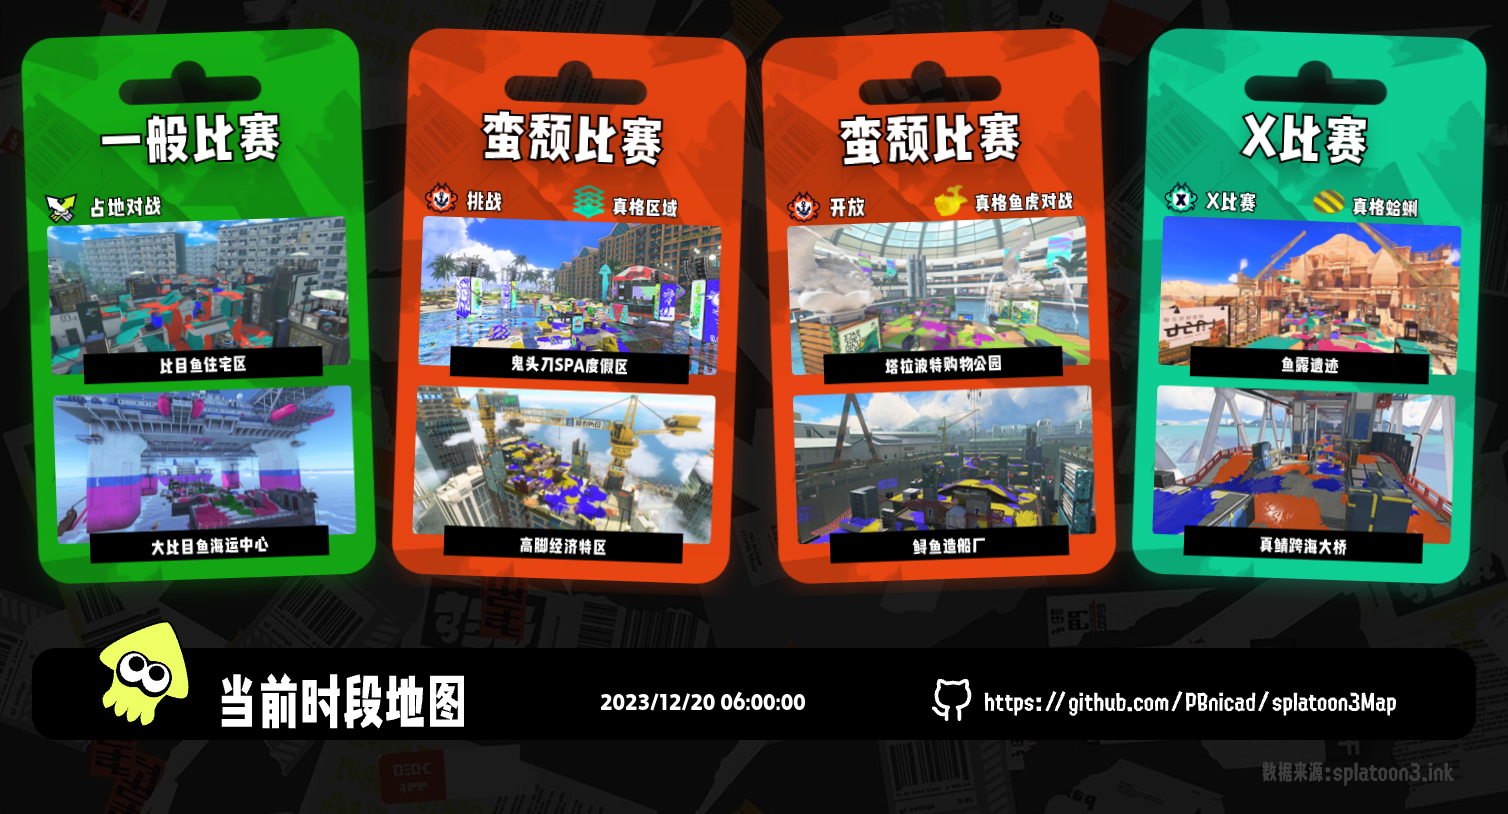 一般比赛
占地对战
比目鱼住宅区
大比目鱼海运中心
蛮颓比赛
挑战
真格区域
鬼头刀SPA度假区
高脚经济特区
蛮颓比赛
开放
真格鱼虎对战
塔拉波特购物公园
鲟鱼造船厂
X比赛
X比赛
真格蛤蜊
鱼露遗迹
真鲭跨海大桥
当前时段地图
2023/12/20 06:00:00
https://github.com/PBnicad/splatoon3Map
数据来源:splatoon3.ink